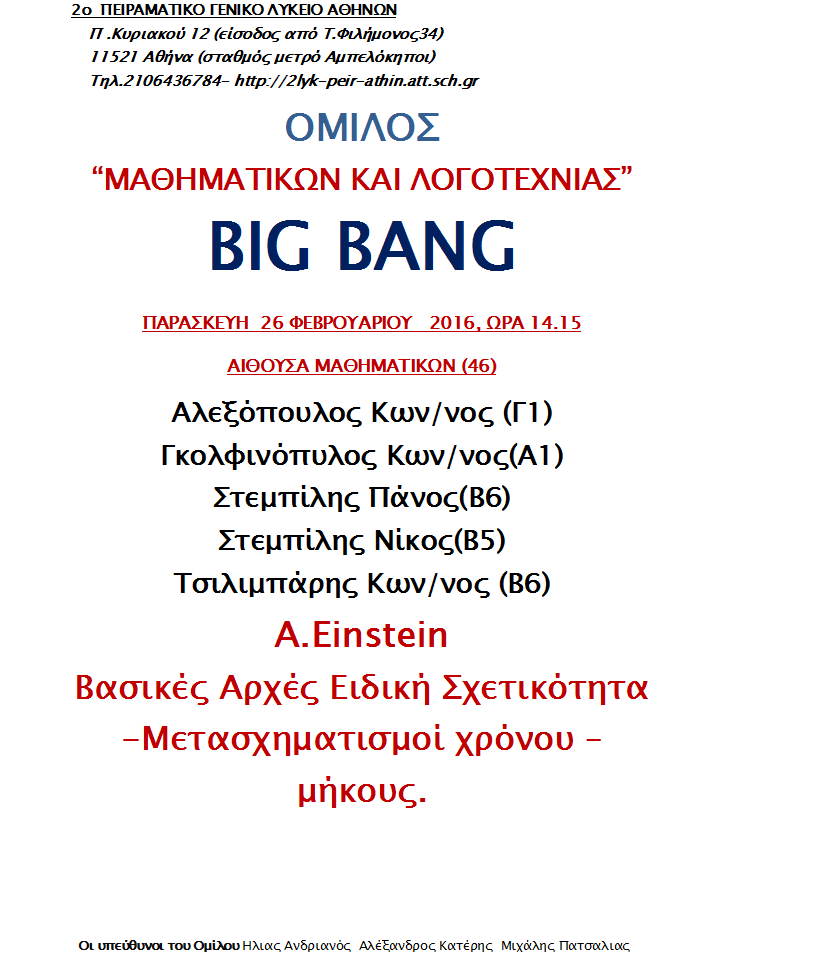 2ο ΠΕΙΡΑΜΑΤΙΚΟ ΓΕΝΙΚΟ ΛΥΚΕΙΟ ΑΘΗΝΩΝ
Π .Κυριακού 12 (είσοδος από Τ.Φιλήμονος34)
11521 Αθήνα (σταθμός μετρό Αμπελόκηποι)
Τηλ.2106436784- http://2lyk-peir-athin.att.sch.gr
ΟΜΙΛΟΣ
“ΜΑΘΗΜΑΤΙΚΩΝ ΚΑΙ ΛΟΓΟΤΕΧΝΙΑΣ”
BIG BANG
ΠΑΡΑΣΚΕΥΗ 26 ΦΕΒΡΟΥΑΡΙΟΥ 2016, ΩΡΑ 14.15
ΑΙΘΟΥΣΑ ΜΑΘΗΜΑΤΙΚΩΝ (46)
Αλεξόπουλος Κων/νος (Γ1)
Γκολφινόπυλος Κων/νος(Α1)
Στεμπίλης Πάνος(Β6)
Στεμπίλης Νίκος(Β5)
Τσιλιμπάρης Κων/νος (Β6)
A.Einstein
Βασικές Αρχές Ειδική Σχετικότητα
-Μετασχηματισμοί χρόνου -
μήκους.
Οι υπεύθυνοι του Ομίλου Ηλιας Ανδριανός Αλέξανδρος Κατέρης Μιχάλης Πατσαλιας